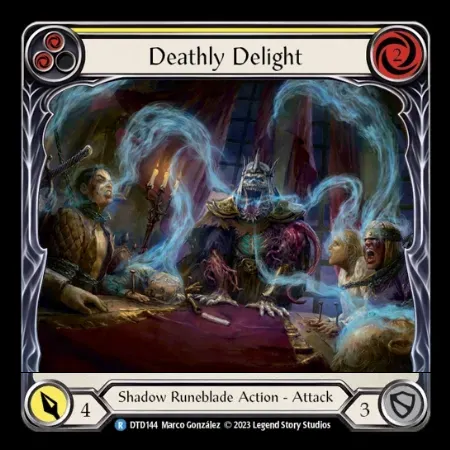 Deathly Delight
2
4
Shadow Runeblade Action - Attack
3
R DTD144 Marco González © 2023 Legend Story Studios